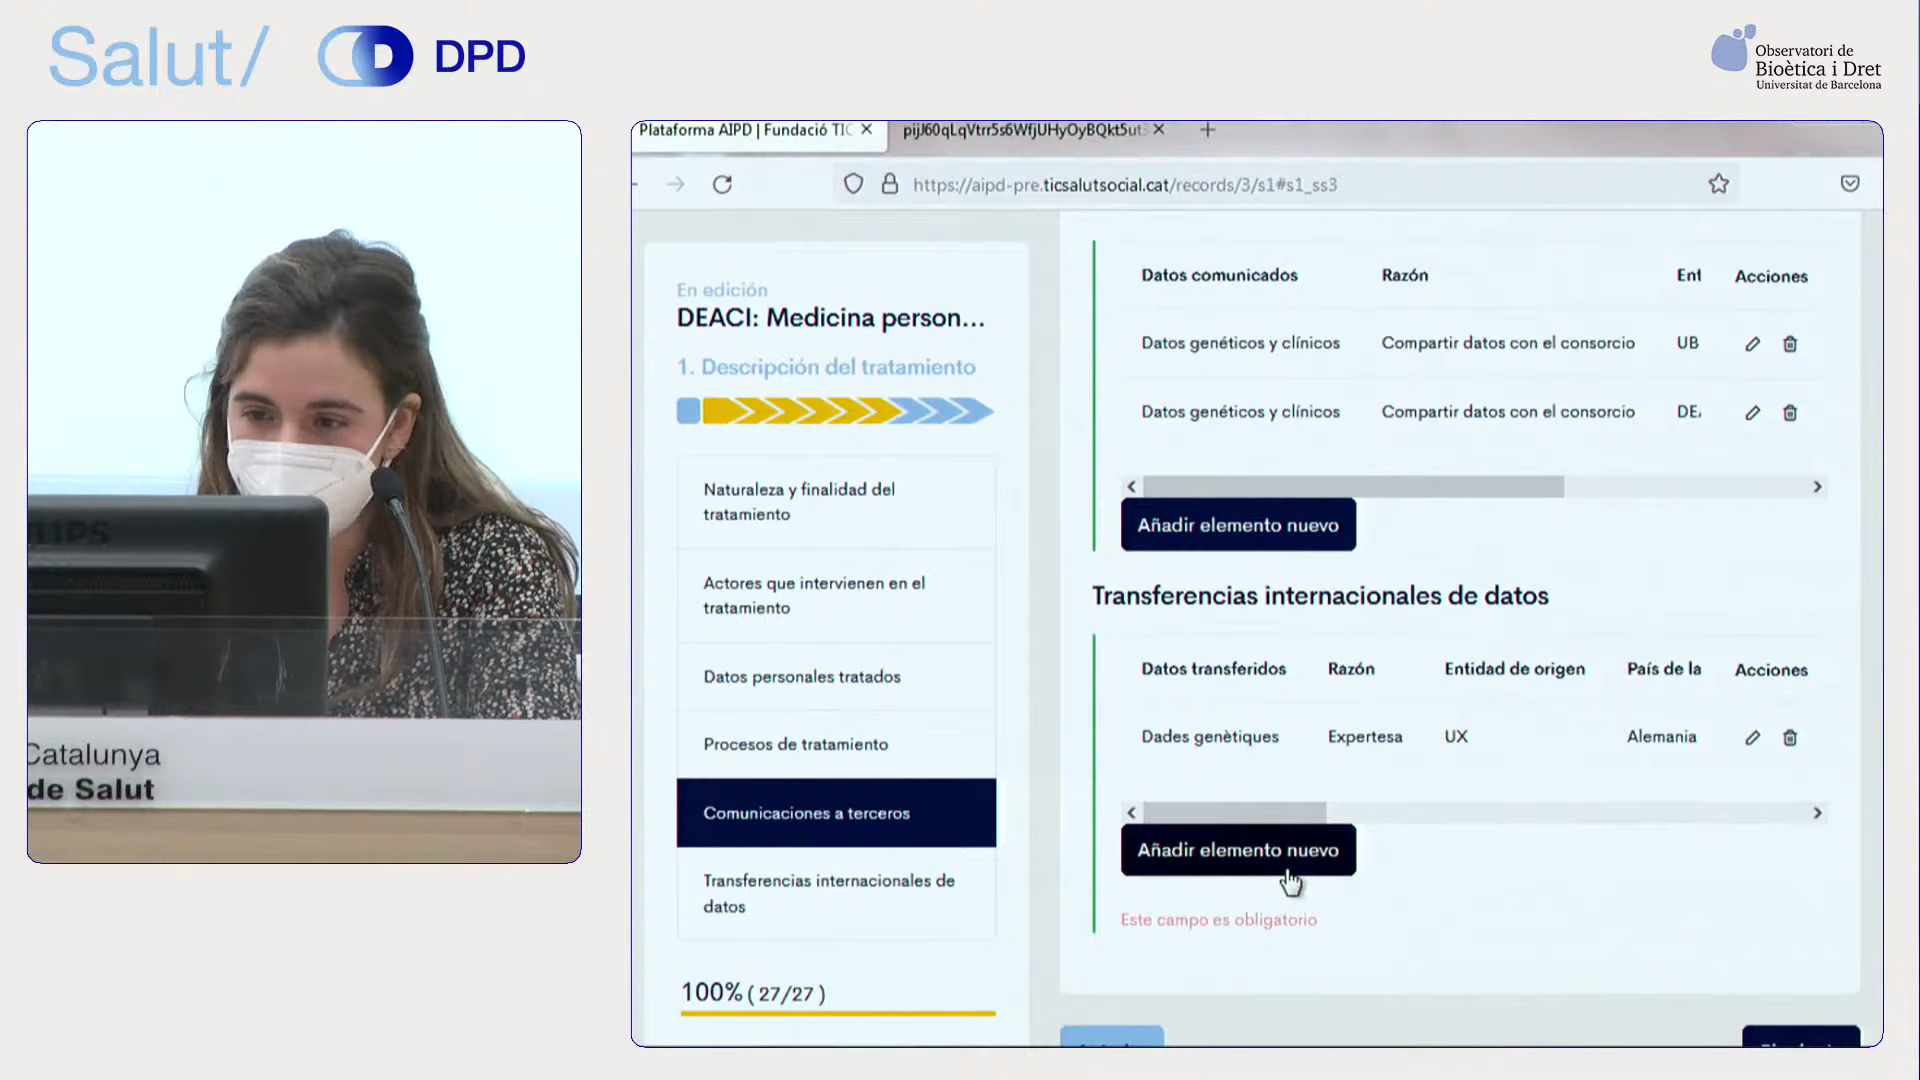 Salut/ DPD
Observatori de
Bioètica i Dret
Universitat de Barcelona
Plataforma AIPD | Fundació TIC
pijJ60qLqVtrr5s6WfjUHyOyBQkt5ut
https://aipd-pre.ticsalutsocial.cat/records/3/s1#s1_ss3
En edición
DEACI: Medicina person...
1. Descripción del tratamiento
Naturaleza y finalidad del
tratamiento
Actores que intervienen en el
tratamiento
Datos personales tratados
Procesos de tratamiento
Comunicaciones a terceros
Transferencias internacionales de
datos
100% ( 27/27 )
Datos comunicados Razón Ent Acciones
Datos genéticos y clínicos Compartir datos con el consorcio UB
Datos genéticos y clínicos Compartir datos con el consorcio DEA
Añadir elemento nuevo
Transferencias internacionales de datos
Datos transferidos Razón Entidad de origen País de la Acciones
Dades genètiques Expertesa UX Alemania
Añadir elemento nuevo
Este campo es obligatorio
Catalunya
de Salut